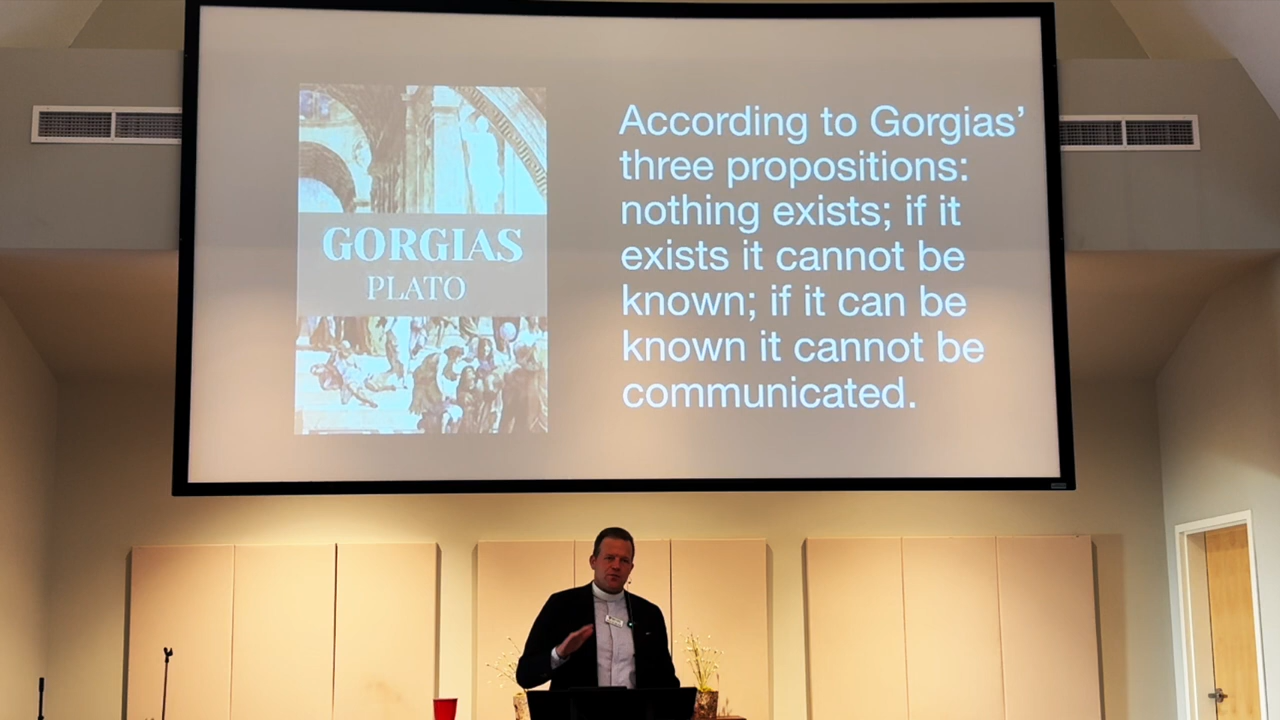 GORGIAS
PLATO
According to Gorgias’
three propositions:
nothing exists; if it
exists it cannot be
known; if it can be
known it cannot be
communicated.